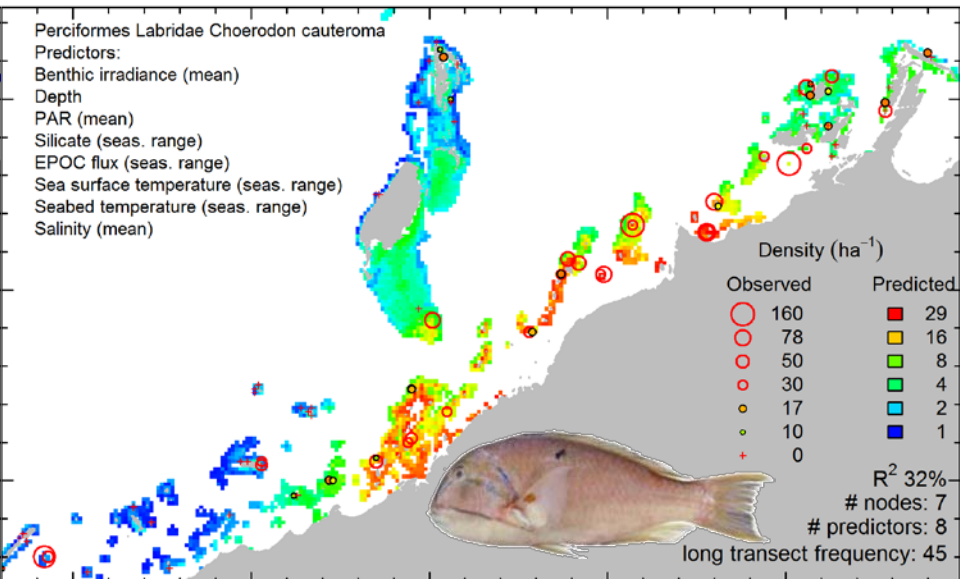 Perciformes Labridae Choerodon cauteroma
Predictors:
Benthic irradiance (mean)
Depth
PAR (mean)
Silicate (seas. range)
EPOC flux (seas. range)
Sea surface temperature (seas. range)
Seabed temperature (seas. range)
Salinity (mean)
Density (ha⁻¹)
Observed Predicted
160 29
78 16
50 8
30 4
17 2
10 1
0
R² 32%
# nodes: 7
# predictors: 8
long transect frequency: 45